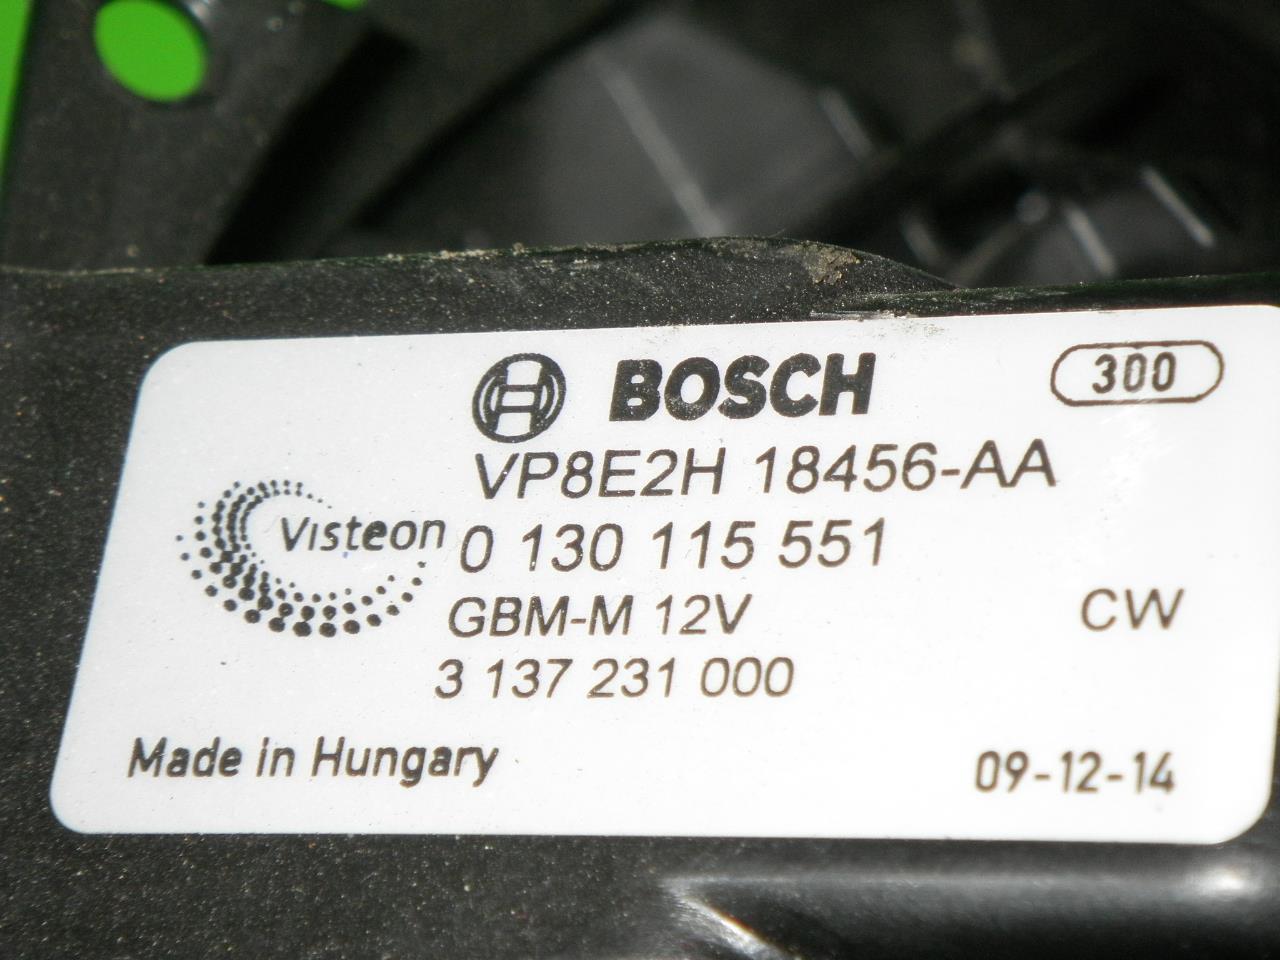 BOSCH 300
VP8E2H 18456-AA
Visteon
0 130 115 551
GBM-M 12V CW
3 137 231 000
Made in Hungary 09-12-14